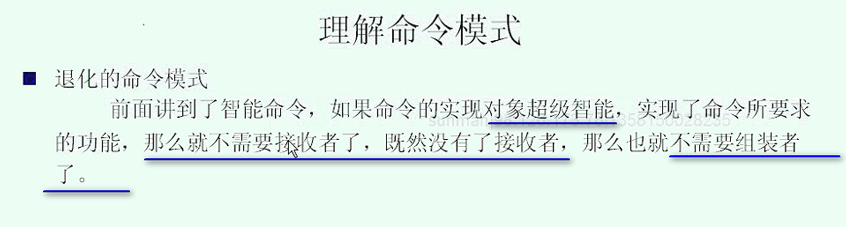 理解命令模式
退化的命令模式
前面讲到了智能命令，如果命令的实现对象超级智能，实现了命令所要求
的功能，那么就不需要接收者了，既然没有了接收者，那么也就不需要组装者
了。